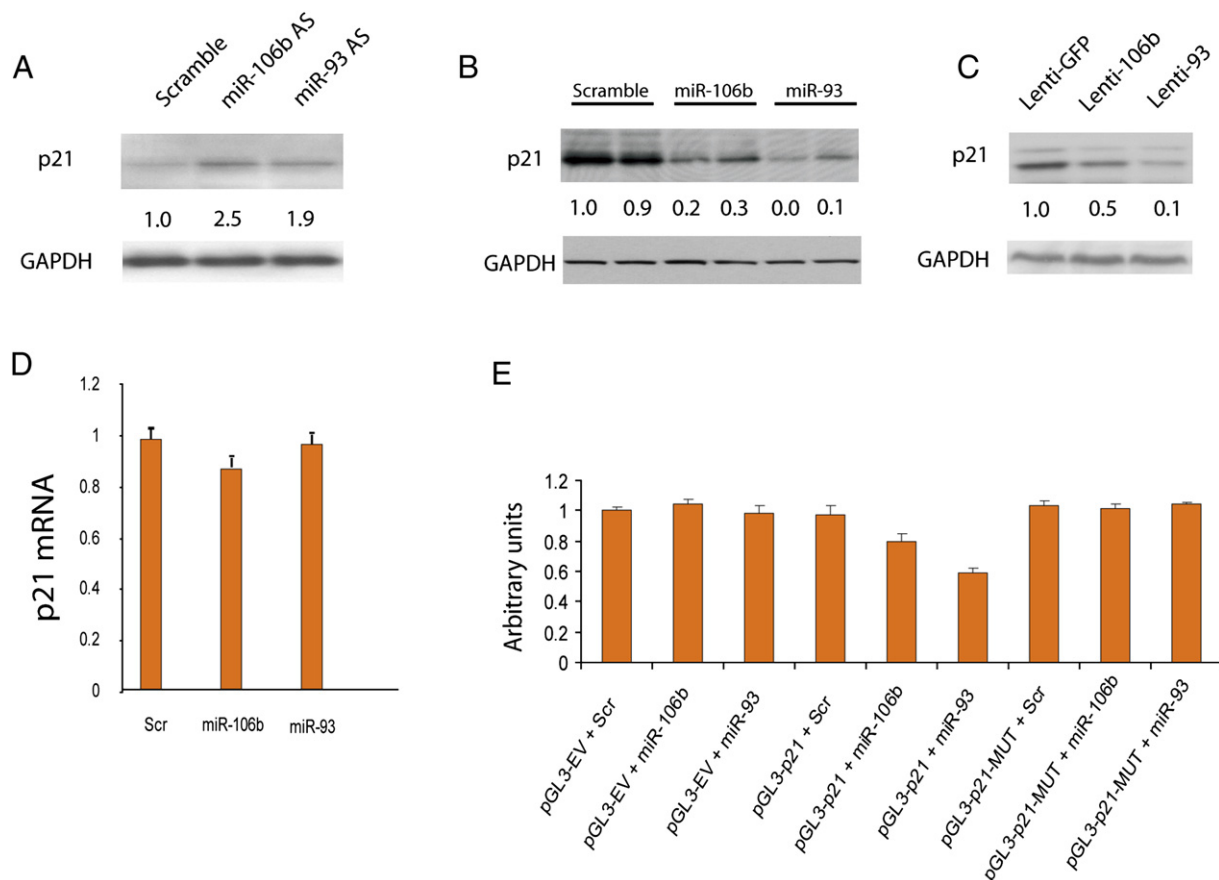 A
Scramble
miR-106b AS
miR-93 AS
p21
1.0 2.5 1.9
GAPDH
B
Scramble miR-106b miR-93
p21
1.0 0.9 0.2 0.3 0.0 0.1
GAPDH
C
Lenti-GFP
Lenti-106b
Lenti-93
p21
1.0 0.5 0.1
GAPDH
D
p21 mRNA
1.2
1
0.8
0.6
0.4
0.2
0
Scr miR-106b miR-93
E
Arbitrary units
1.2
1
0.8
0.6
0.4
0.2
0
pGL3-EV + Scr
pGL3-EV + miR-106b
pGL3-EV + miR-93
pGL3-p21 + Scr
pGL3-p21 + miR-106b
pGL3-p21 + miR-93
pGL3-p21-MUT + Scr
pGL3-p21-MUT + miR-106b
pGL3-p21-MUT + miR-93